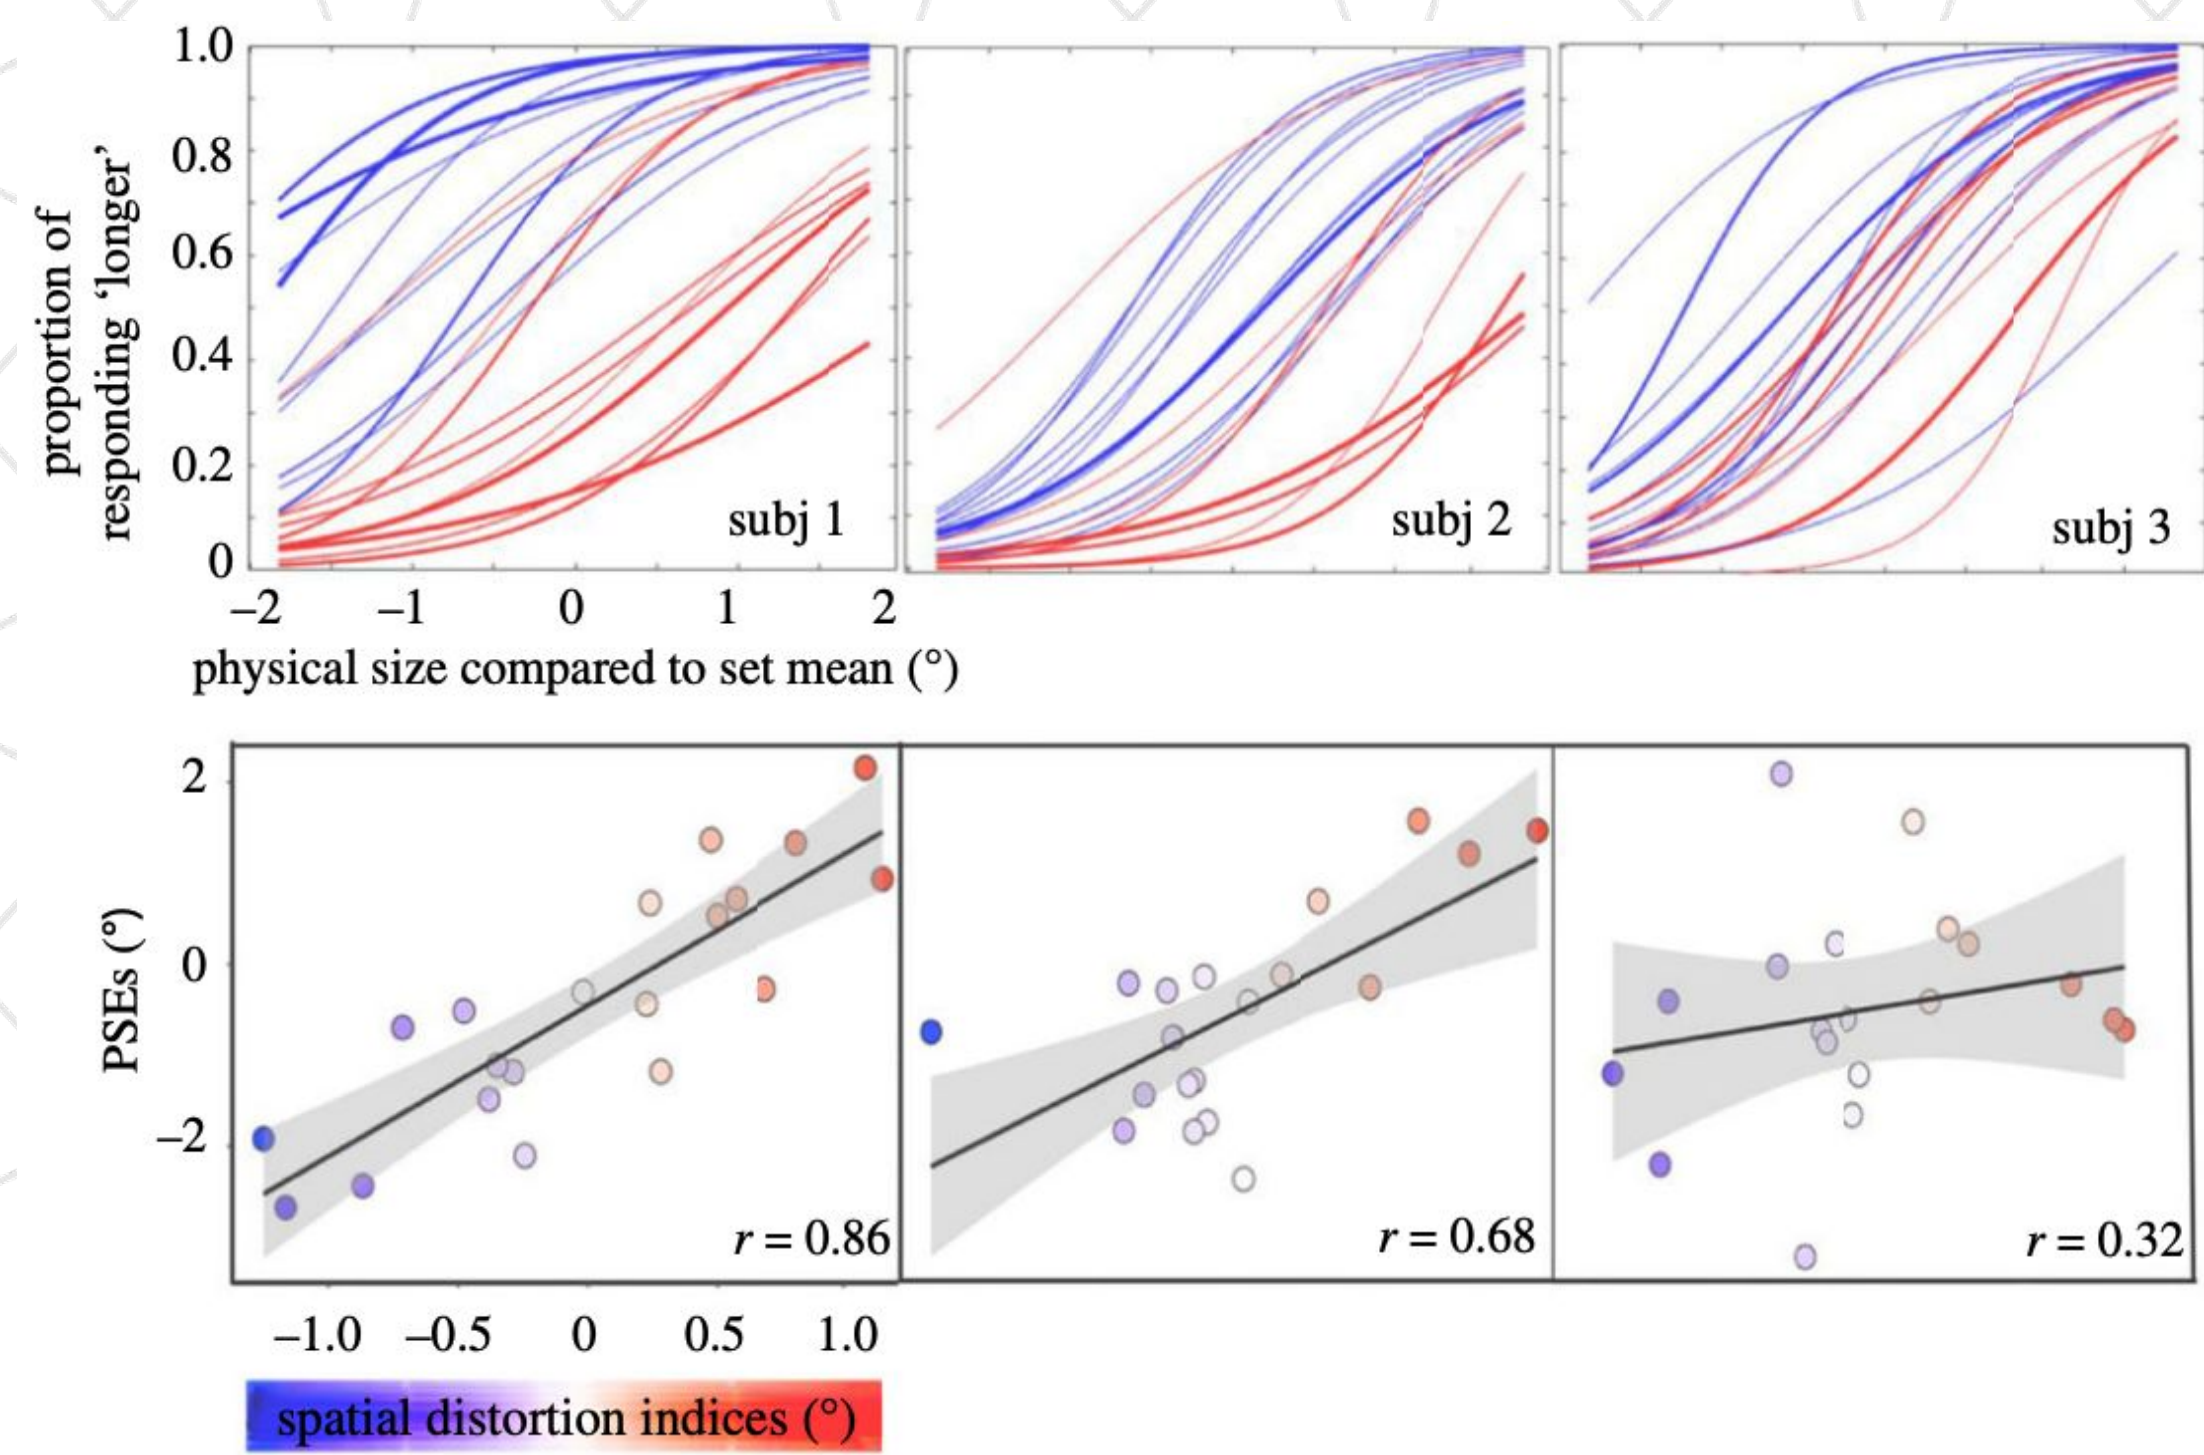 1.0
0.8
0.6
0.4
0.2
0
proportion of
responding ‘longer’
subj 1
subj 2
subj 3
–2 –1 0 1 2
physical size compared to set mean (°)
2
0
–2
PSEs (°)
r = 0.86
r = 0.68
r = 0.32
–1.0 –0.5 0 0.5 1.0
spatial distortion indices (°)